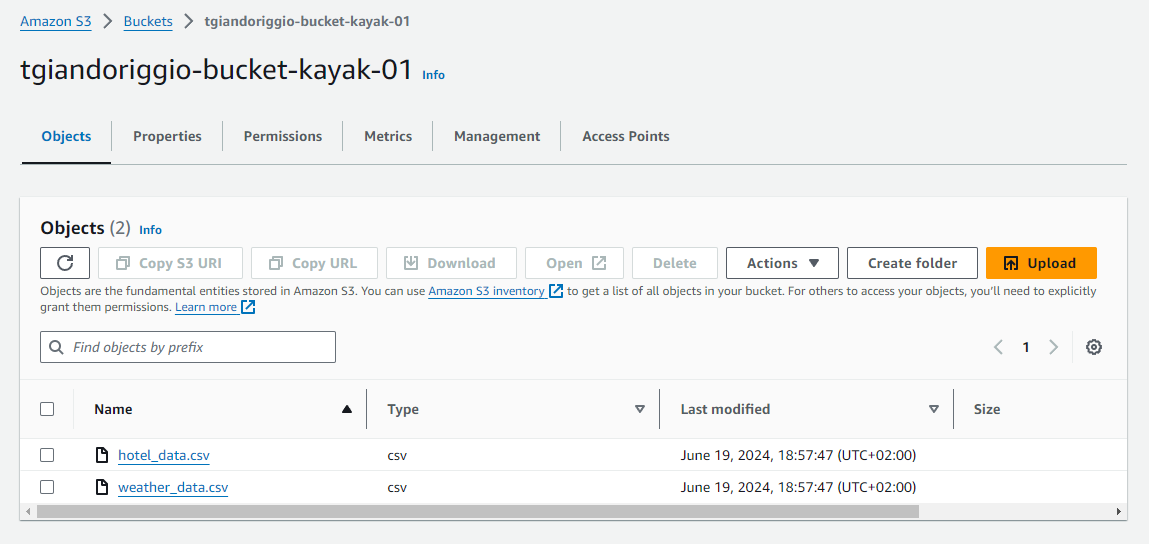 Amazon S3 > Buckets > tgiandoriggio-bucket-kayak-01
tgiandoriggio-bucket-kayak-01 Info
Objects Properties Permissions Metrics Management Access Points
Objects (2) Info
Copy S3 URI Copy URL Download Open Delete Actions Create folder Upload
Objects are the fundamental entities stored in Amazon S3. You can use Amazon S3 inventory to get a list of all objects in your bucket. For others to access your objects, you'll need to explicitly
grant them permissions. Learn more
Find objects by prefix 1
Name Type Last modified Size
hotel_data.csv csv June 19, 2024, 18:57:47 (UTC+02:00)
weather_data.csv csv June 19, 2024, 18:57:47 (UTC+02:00)